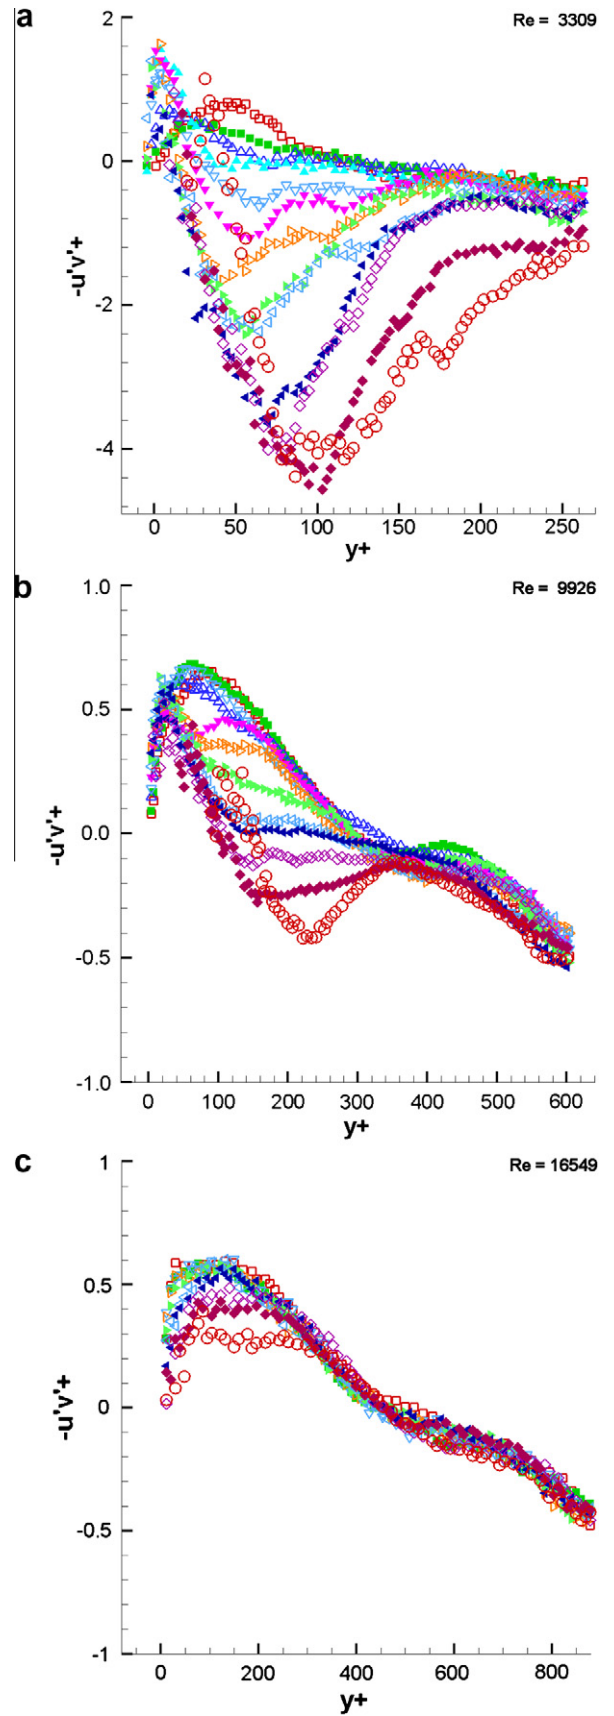 a
Re = 3309
2
0
-2
-4
-u'v'+
0 50 100 150 200 250
y+
b
Re = 9926
1.0
0.5
0.0
-0.5
-1.0
-u'v'+
0 100 200 300 400 500 600
y+
c
Re = 16549
1
0.5
0
-0.5
-1
-u'v'+
0 200 400 600 800
y+